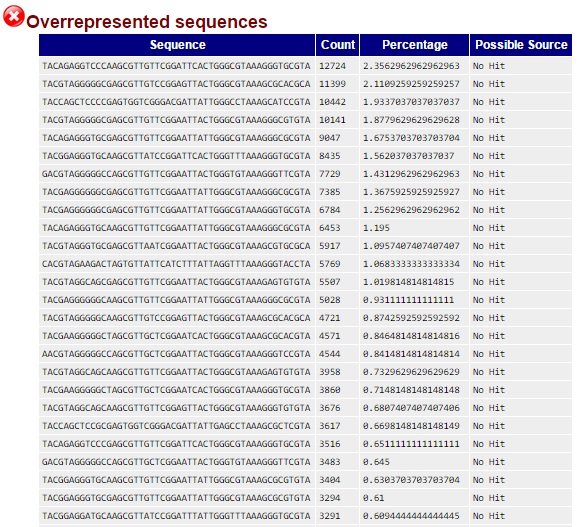 Overrepresented sequences
Sequence Count Percentage Possible Source
TACAGAGGTCCCAAGCGTTGTTCGGATTCACTGGGCGTAAAGGGTGCGTA 12724 2.3562962962962963 No Hit
TACGTAGGGGGCGAGCGTTGTCCGGAGTTACTGGGCGTAAAGCGCACGCA 11399 2.1109259259259257 No Hit
TACCAGCTCCCCGAGTGGTCGGGACGATTATTGGGCCTAAAGCATCCGTA 10442 1.9337037037037037 No Hit
TACGTAGGGGGCGAGCGTTGTTCGGAATTACTGGGCGTAAAGGGCGTGTA 10141 1.8779629629629628 No Hit
TACAGAGGGTGCGAGCGTTGTTCGGAATTATTGGGCGTAAAGGGCGCGTA 9047 1.6753703703703704 No Hit
TACGGAGGGTGCAAGCGTTATCCGGATTCACTGGGTTTAAAGGGTGCGTA 8435 1.562037037037037 No Hit
GACGTAGGGGGCCAGCGTTGTTCGGAATTACTGGGTGTAAAGGGTTCGTA 7729 1.4312962962962963 No Hit
TACGAGGGGGGCGAGCGTTGTTCGGAATTATTGGGCGTAAAGGGCGCGTA 7385 1.3675925925925927 No Hit
TACGAGGGGGGCGAGCGTTGTTCGGAATTATTGGGCGTAAAGGGTGCGTA 6784 1.2562962962962962 No Hit
TACAGAGGGTGCAAGCGTTGTTCGGAATTATTGGGCGTAAAGGGCGCGTA 6453 1.195 No Hit
TACGTAGGGTGCGAGCGTTAATCGGAATTACTGGGCGTAAAGCGTGCGCA 5917 1.0957407407407407 No Hit
CACGTAGAAGACTAGTGTTATTCATCTTTATTAGGTTTAAAGGGTACCTA 5769 1.0683333333333334 No Hit
TACGTAGGCAGCGAGCGTTGTTCGGAATTACTGGGCGTAAAGAGTGTGTA 5507 1.019814814814815 No Hit
TACGAGGGGGGCAAGCGTTGTTCGGAATTATTGGGCGTAAAGGGCGCGTA 5028 0.931111111111111 No Hit
TACGTAGGGGGCAAGCGTTGTCCGGAGTTACTGGGCGTAAAGCGCACGCA 4721 0.8742592592592592 No Hit
TACGAAGGGGGCTAGCGTTGCTCGGAATCACTGGGCGTAAAGCGCACGTA 4571 0.8464814814814816 No Hit
AACGTAGGGGGCCAGCGTTGCTCGGAATTACTGGGCGTAAAGGGTCCGTA 4544 0.8414814814814814 No Hit
TACGTAGGCAGCAAGCGTTGTTCGGAATTACTGGGCGTAAAGAGTGTGTA 3958 0.7329629629629629 No Hit
TACGAAGGGGGCTAGCGTTGCTCGGAATCACTGGGCGTAAAGGGTGCGTA 3860 0.7148148148148148 No Hit
TACGTAGGCAGCAAGCGTTGTTCGGAGTTACTGGGCGTAAAGGGTGTGTA 3676 0.6807407407407406 No Hit
TACCAGCTCCGCGAGTGGTCGGGACGATTATTGAGCCTAAAGCGCTCGTA 3617 0.6698148148148149 No Hit
TACAGAGGTCCCGAGCGTTGTTCGGATTCACTGGGCGTAAAGGGTGCGTA 3516 0.6511111111111111 No Hit
GACGTAGGGGGCCAGCGTTGCTCGGAATTACTGGGTGTAAAGGGTTCGTA 3483 0.645 No Hit
TACGGAGGGTGCAAGCGTTGTTCGGAATTACTGGGCGTAAAGCGCGTGTA 3404 0.6303703703703704 No Hit
TACGGAGGGTGCGAGCGTTGTTCGGAATTACTGGGCGTAAAGCGCGTGTA 3294 0.61 No Hit
TACGGAGGATGCAAGCGTTATCCGGATTTATTGGGTTTAAAGGGTGCGTA 3291 0.6094444444444445 No Hit